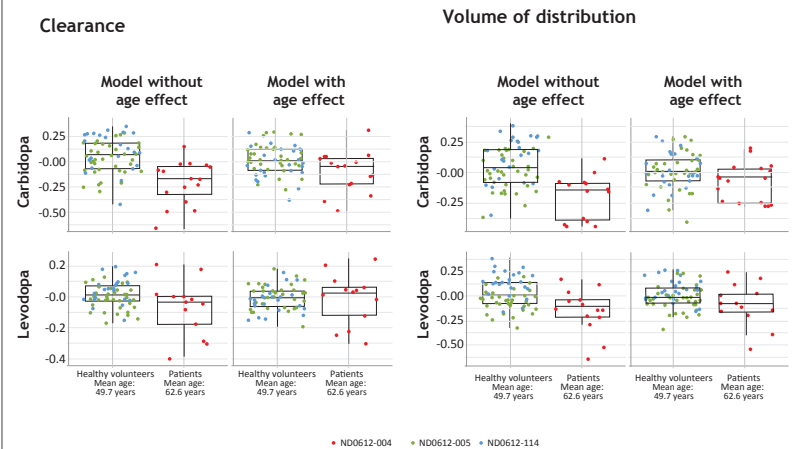 Clearance
Volume of distribution
Model without
age effect
Model with
age effect
Model without
age effect
Model with
age effect
Carbidopa
0.25
-0.00
-0.25
-0.50
Carbidopa
0.25
-0.00
-0.25
Levodopa
0.2
-0.0
-0.2
-0.4
Levodopa
0.25
-0.00
-0.25
-0.50
Healthy volunteers
Mean age:
49.7 years
Patients
Mean age:
62.6 years
Healthy volunteers
Mean age:
49.7 years
Patients
Mean age:
62.6 years
Healthy volunteers
Mean age:
49.7 years
Patients
Mean age:
62.6 years
Healthy volunteers
Mean age:
49.7 years
Patients
Mean age:
62.6 years
ND0612-004 ND0612-005 ND0612-114